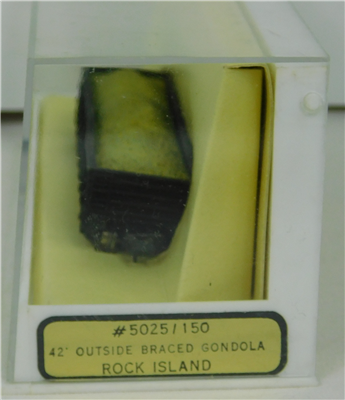 #5025/150
42' OUTSIDE BRACED GONDOLA
ROCK ISLAND